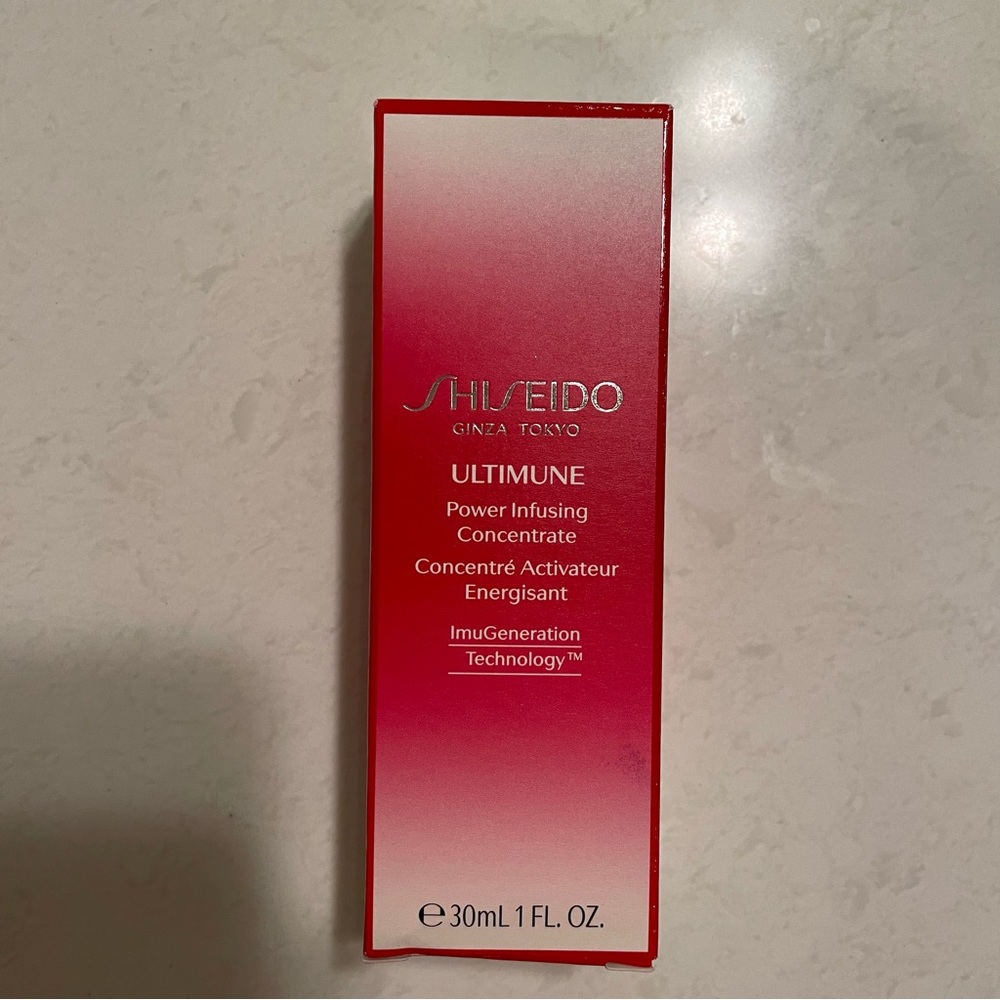 SHISEIDO
GINZA TOKYO
ULTIMUNE
Power Infusing
Concentrate
Concentré Activateur
Energisant
ImuGeneration
Technology™
℮30mL 1 FL. OZ.